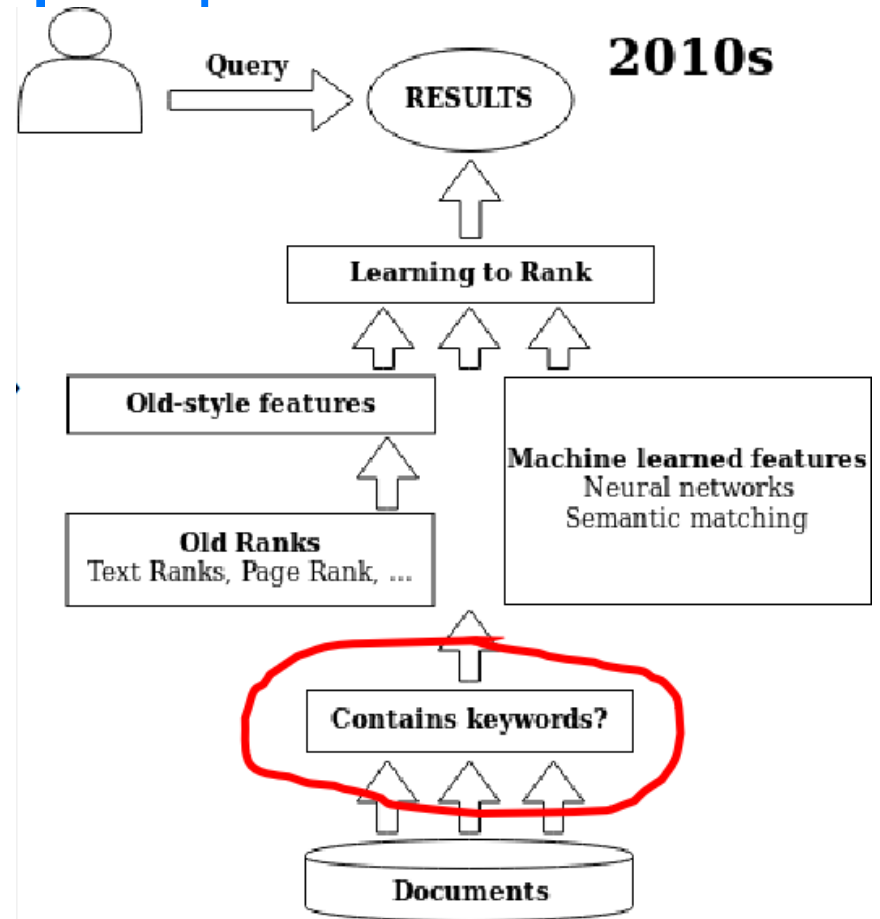 2010s
Query
RESULTS
Learning to Rank
Old-style features
Machine learned features
Neural networks
Semantic matching
Old Ranks
Text Ranks, Page Rank, ...
Contains keywords?
Documents